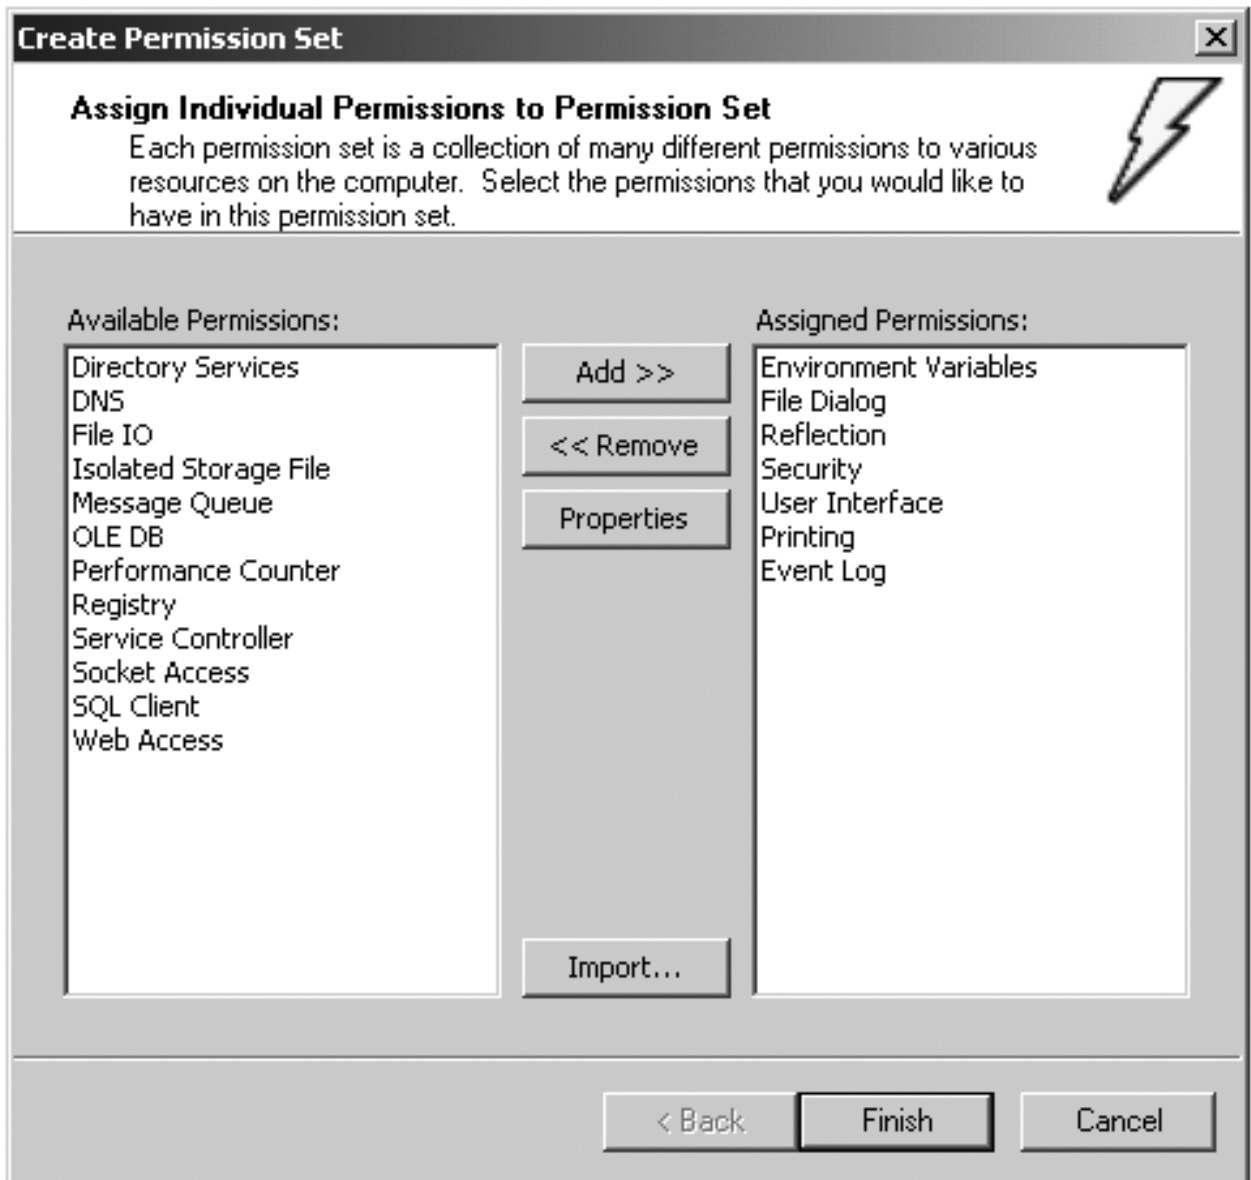 Create Permission Set
Assign Individual Permissions to Permission Set
Each permission set is a collection of many different permissions to various
resources on the computer.  Select the permissions that you would like to
have in this permission set.
Available Permissions:
Directory Services
DNS
File IO
Isolated Storage File
Message Queue
OLE DB
Performance Counter
Registry
Service Controller
Socket Access
SQL Client
Web Access
Add >>
<< Remove
Properties
Import...
Assigned Permissions:
Environment Variables
File Dialog
Reflection
Security
User Interface
Printing
Event Log
< Back
Finish
Cancel